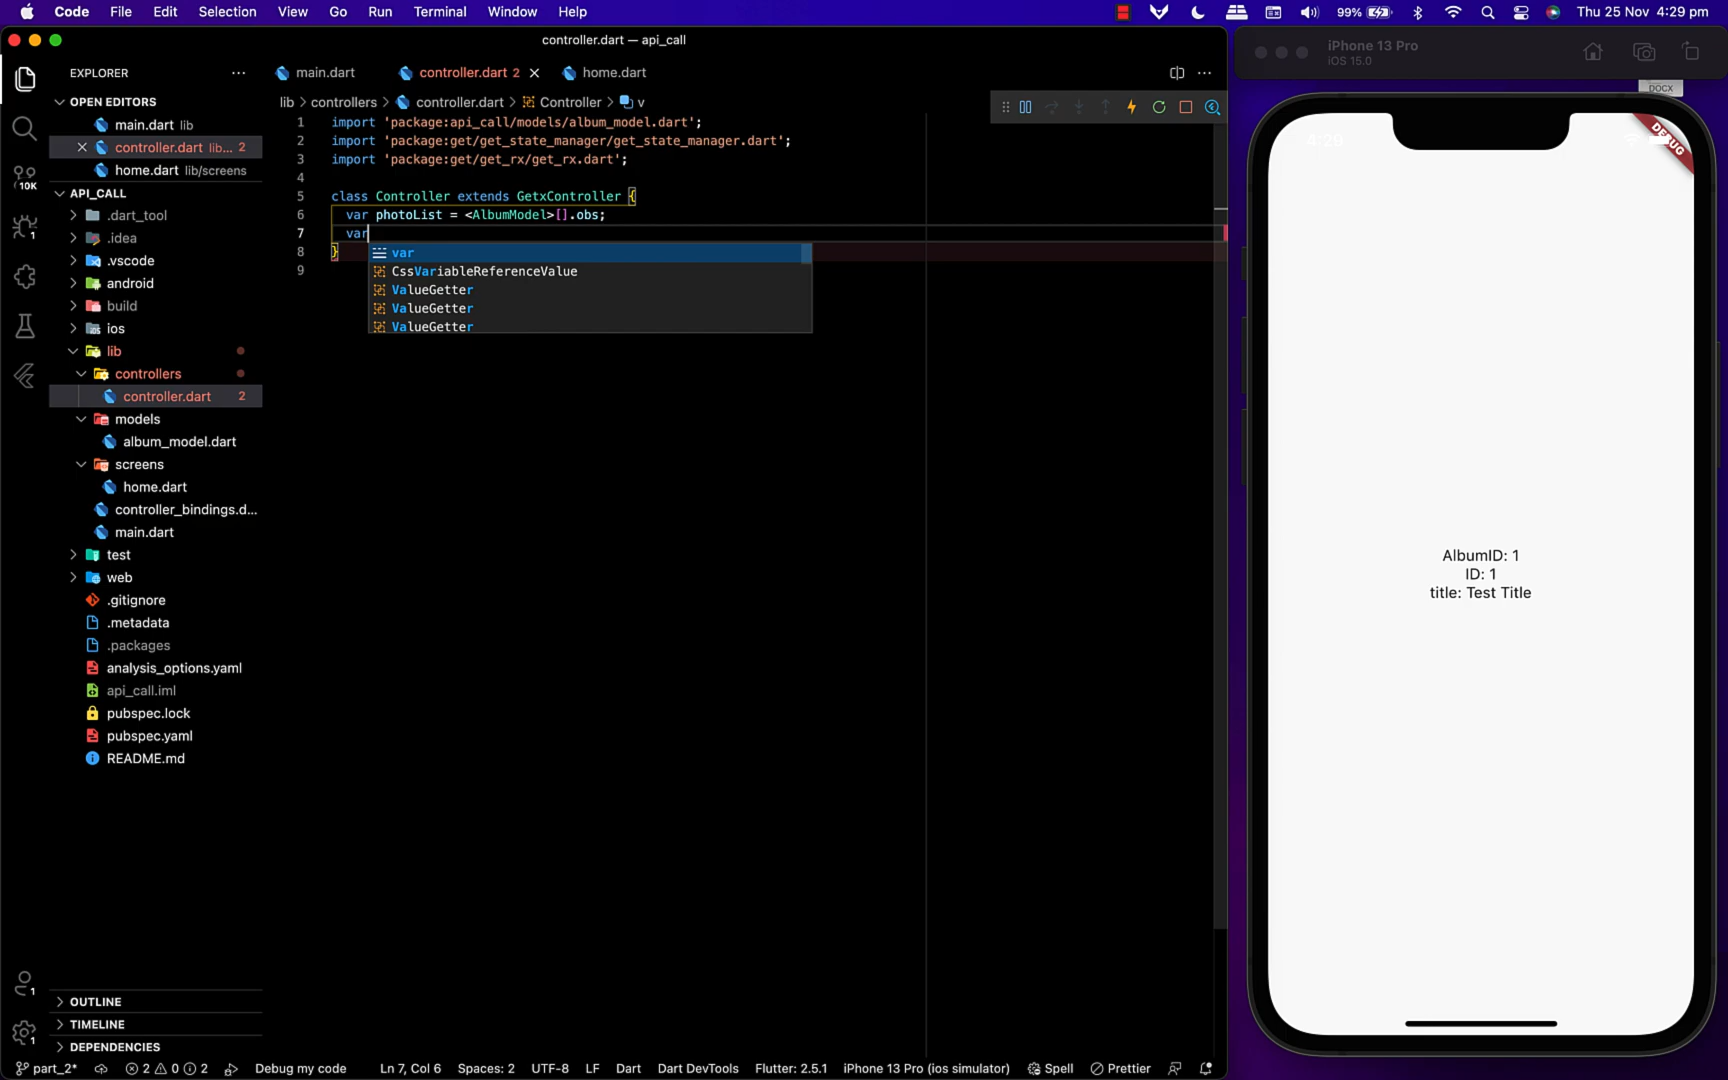 Code File Edit Selection View Go Run Terminal Window Help 99% Thu 25 Nov 4:29 pm
controller.dart — api_call
iPhone 13 Pro
iOS 15.0
EXPLORER
main.dart controller.dart 2 home.dart
DOCX
OPEN EDITORS
lib > controllers > controller.dart > Controller > v
main.dart lib
controller.dart lib... 2
home.dart lib/screens
10K
API_CALL
.dart_tool
1
.idea
.vscode
android
build
ios
lib
controllers
controller.dart 2
models
album_model.dart
screens
home.dart
controller_bindings.d...
main.dart
test
web
.gitignore
.metadata
.packages
analysis_options.yaml
api_call.iml
pubspec.lock
pubspec.yaml
README.md
OUTLINE
TIMELINE
DEPENDENCIES
1
1
1 import 'package:api_call/models/album_model.dart';
2 import 'package:get/get_state_manager/get_state_manager.dart';
3 import 'package:get/get_rx/get_rx.dart';
4
5 class Controller extends GetxController {
6 var photoList = <AlbumModel>[].obs;
7 var
8 }
9
var
CssVariableReferenceValue
ValueGetter
ValueGetter
ValueGetter
4:29
DEBUG
AlbumID: 1
ID: 1
title: Test Title
part_2* 2 0 2 Debug my code Ln 7, Col 6 Spaces: 2 UTF-8 LF Dart Dart DevTools Flutter: 2.5.1 iPhone 13 Pro (ios simulator) Spell Prettier